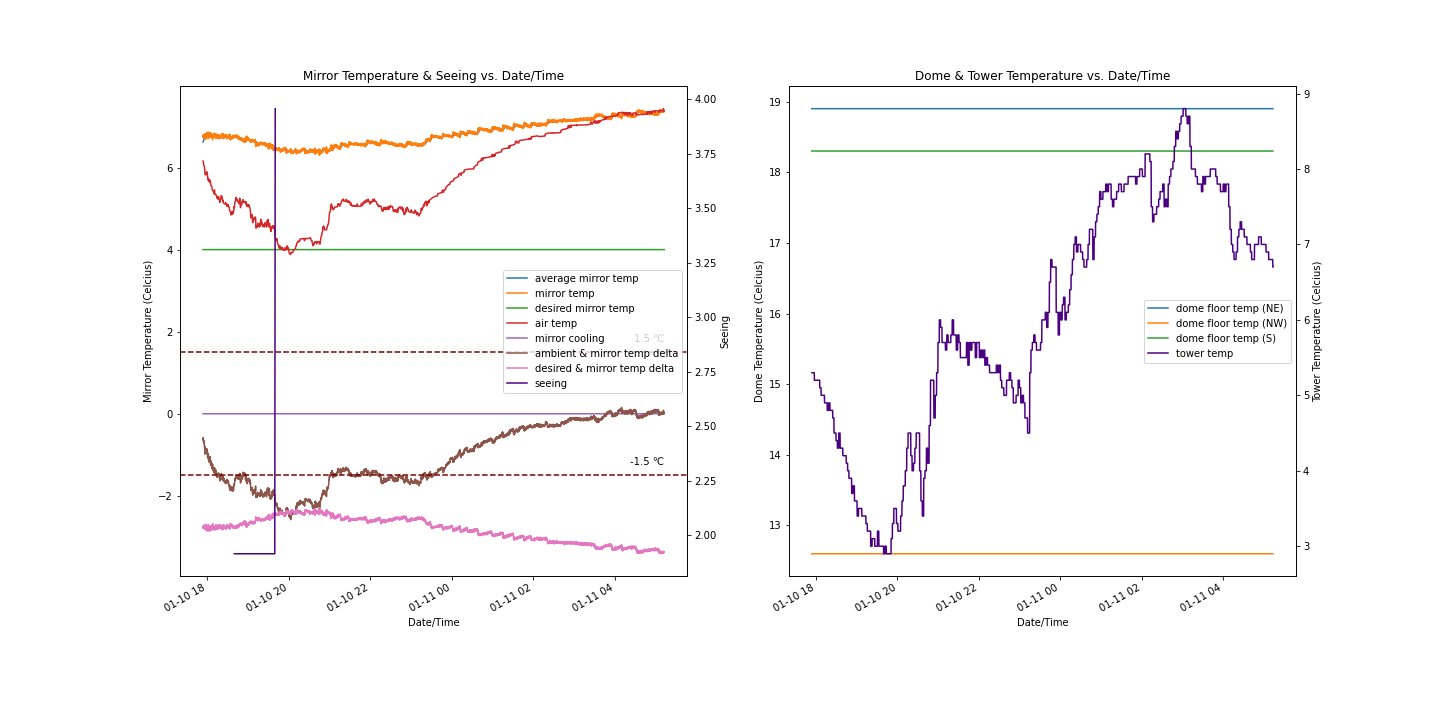 Mirror Temperature & Seeing vs. Date/Time
Mirror Temperature (Celcius)
6
4
2
0
−2
4.00
3.75
3.50
3.25
3.00
2.75
2.50
2.25
2.00
Seeing
average mirror temp
mirror temp
desired mirror temp
air temp
mirror cooling
ambient & mirror temp delta
desired & mirror temp delta
seeing
1.5 °C
-1.5 °C
01-10 18
01-10 20
01-10 22
01-11 00
01-11 02
01-11 04
Date/Time
Dome & Tower Temperature vs. Date/Time
Dome Temperature (Celcius)
19
18
17
16
15
14
13
9
8
7
6
5
4
3
Tower Temperature (Celcius)
dome floor temp (NE)
dome floor temp (NW)
dome floor temp (S)
tower temp
01-10 18
01-10 20
01-10 22
01-11 00
01-11 02
01-11 04
Date/Time